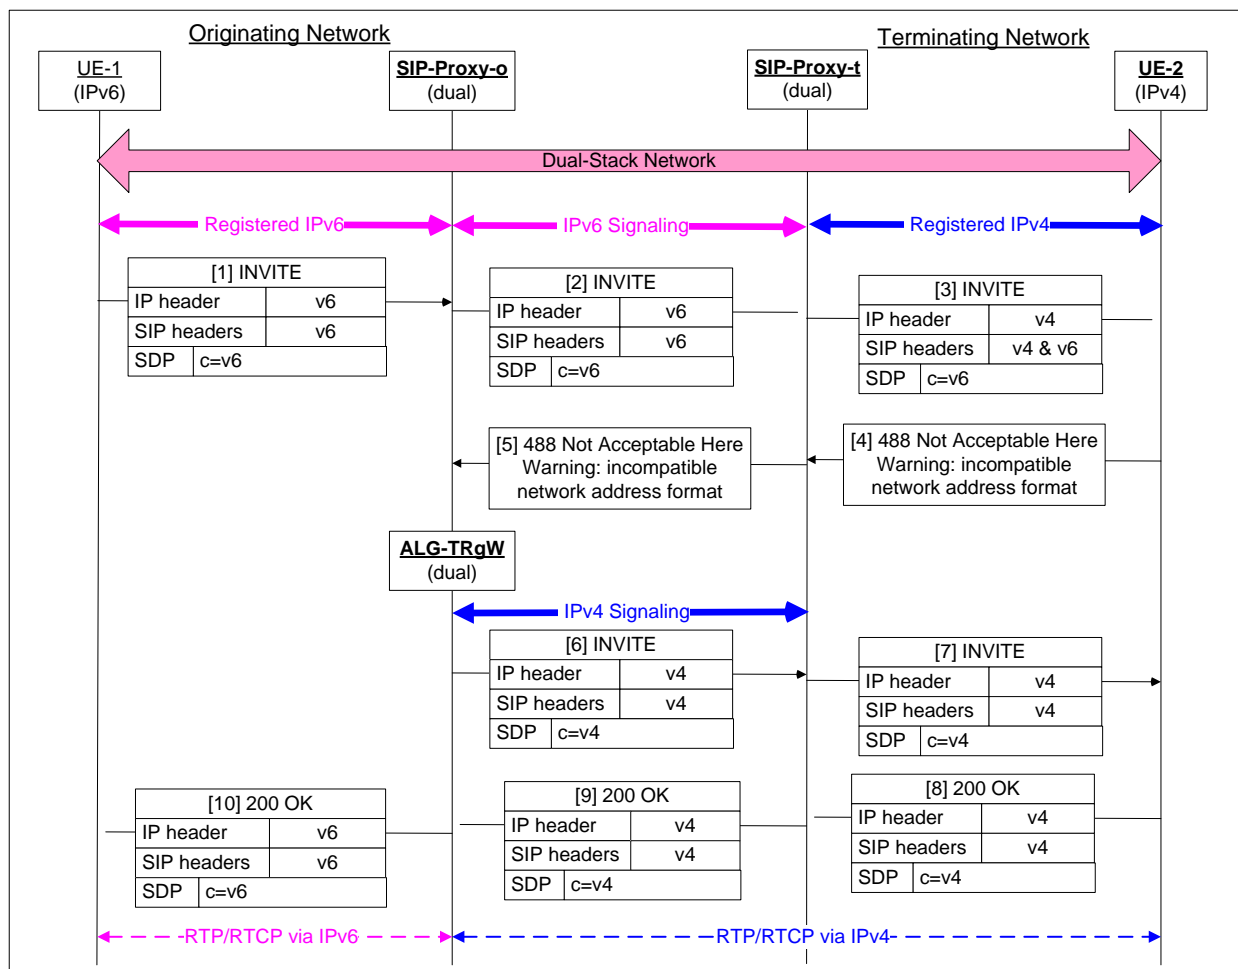 Originating Network
Terminating Network
UE-1
(IPv6)
SIP-Proxy-o
(dual)
SIP-Proxy-t
(dual)
UE-2
(IPv4)
Dual-Stack Network
Registered IPv6
IPv6 Signaling
Registered IPv4
[1] INVITE
IP header v6
SIP headers v6
SDP c=v6
[2] INVITE
IP header v6
SIP headers v6
SDP c=v6
[3] INVITE
IP header v4
SIP headers v4 & v6
SDP c=v6
[5] 488 Not Acceptable Here
Warning: incompatible
network address format
[4] 488 Not Acceptable Here
Warning: incompatible
network address format
ALG-TRgW
(dual)
IPv4 Signaling
[6] INVITE
IP header v4
SIP headers v4
SDP c=v4
[7] INVITE
IP header v4
SIP headers v4
SDP c=v4
[10] 200 OK
IP header v6
SIP headers v6
SDP c=v6
[9] 200 OK
IP header v4
SIP headers v4
SDP c=v4
[8] 200 OK
IP header v4
SIP headers v4
SDP c=v4
RTP/RTCP via IPv6
RTP/RTCP via IPv4